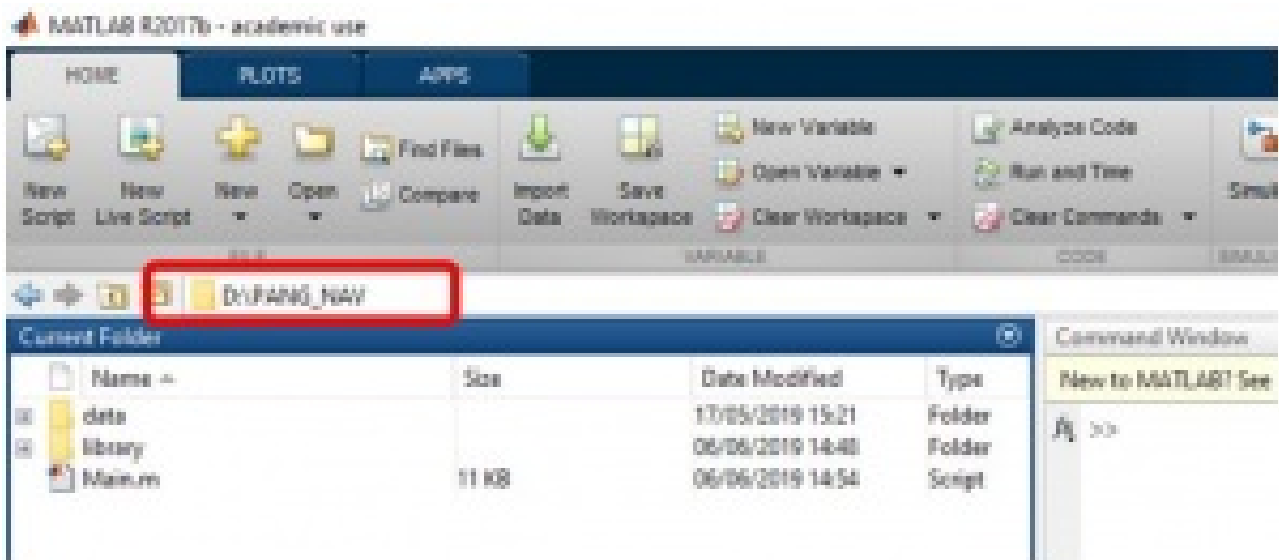 MATLAB R2017b - academic use
HOME PLOTS APPS
New Script
New Live Script
New
Open
Find Files
Compare
Import Data
Save Workspace
New Variable
Open Variable
Clear Workspace
Analyze Code
Run and Time
Clear Commands
FILE VARIABLE CODE
D:\PANG_NAV
Current Folder
Name Size Date Modified Type
data 17/05/2019 15:21 Folder
library 06/06/2019 14:48 Folder
Main.m 11 KB 06/06/2019 14:54 Script
Command Window
New to MATLAB? See
>>